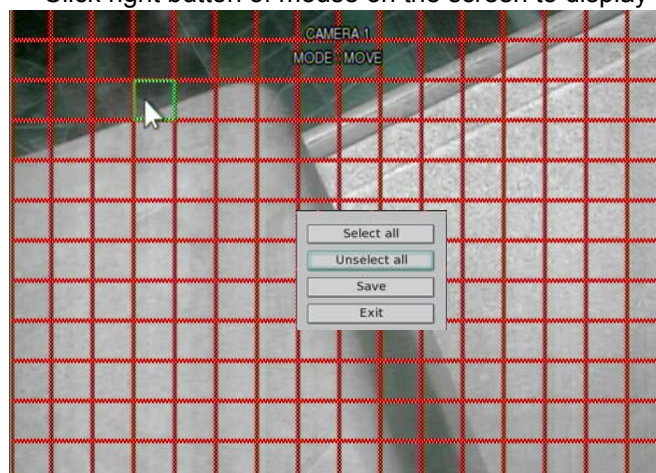 Click right button of mouse on the screen to display
CAMERA 1
MODE : MOVE
Select all
Unselect all
Save
Exit